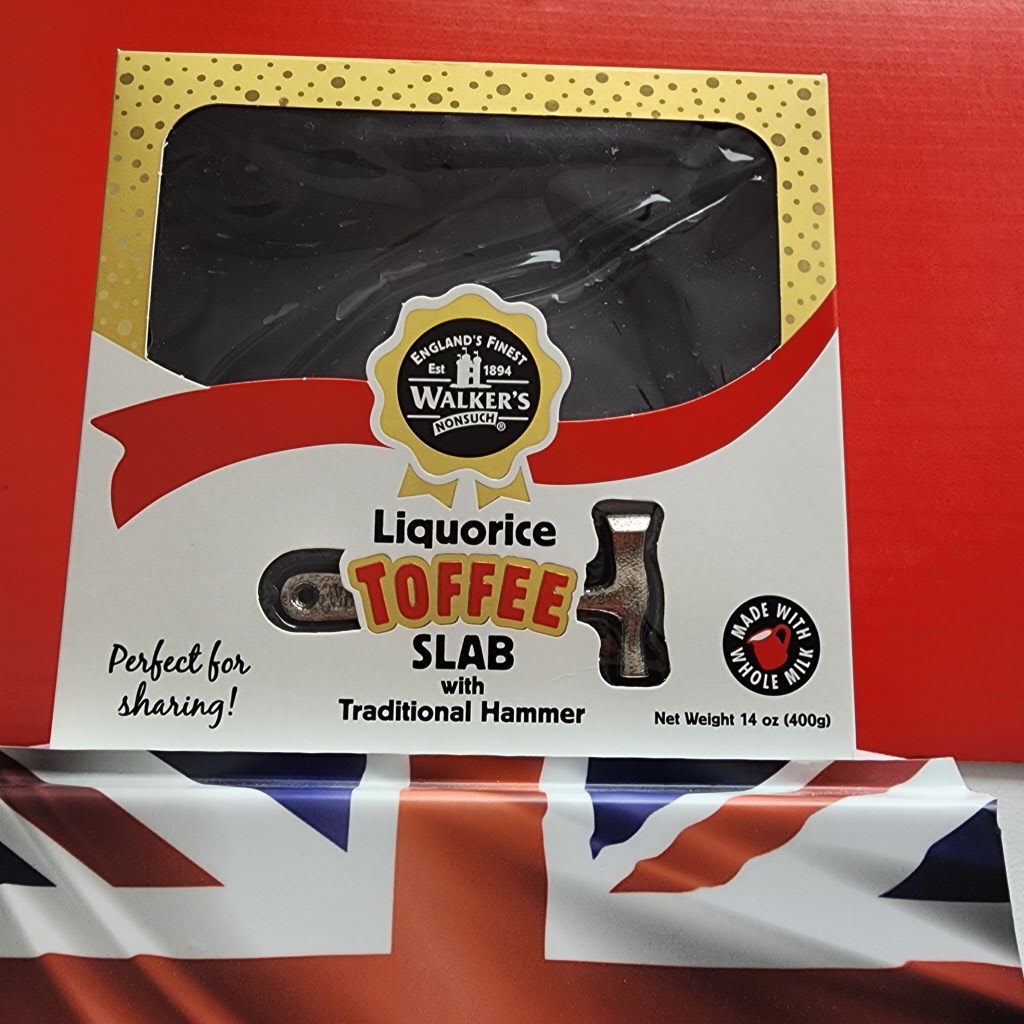 ENGLAND'S FINEST
Est 1894
WALKER'S
NONSUCH®
Liquorice
TOFFEE
SLAB
with
Traditional Hammer
Perfect for
sharing!
MADE WITH
WHOLE MILK
Net Weight 14 oz (400g)